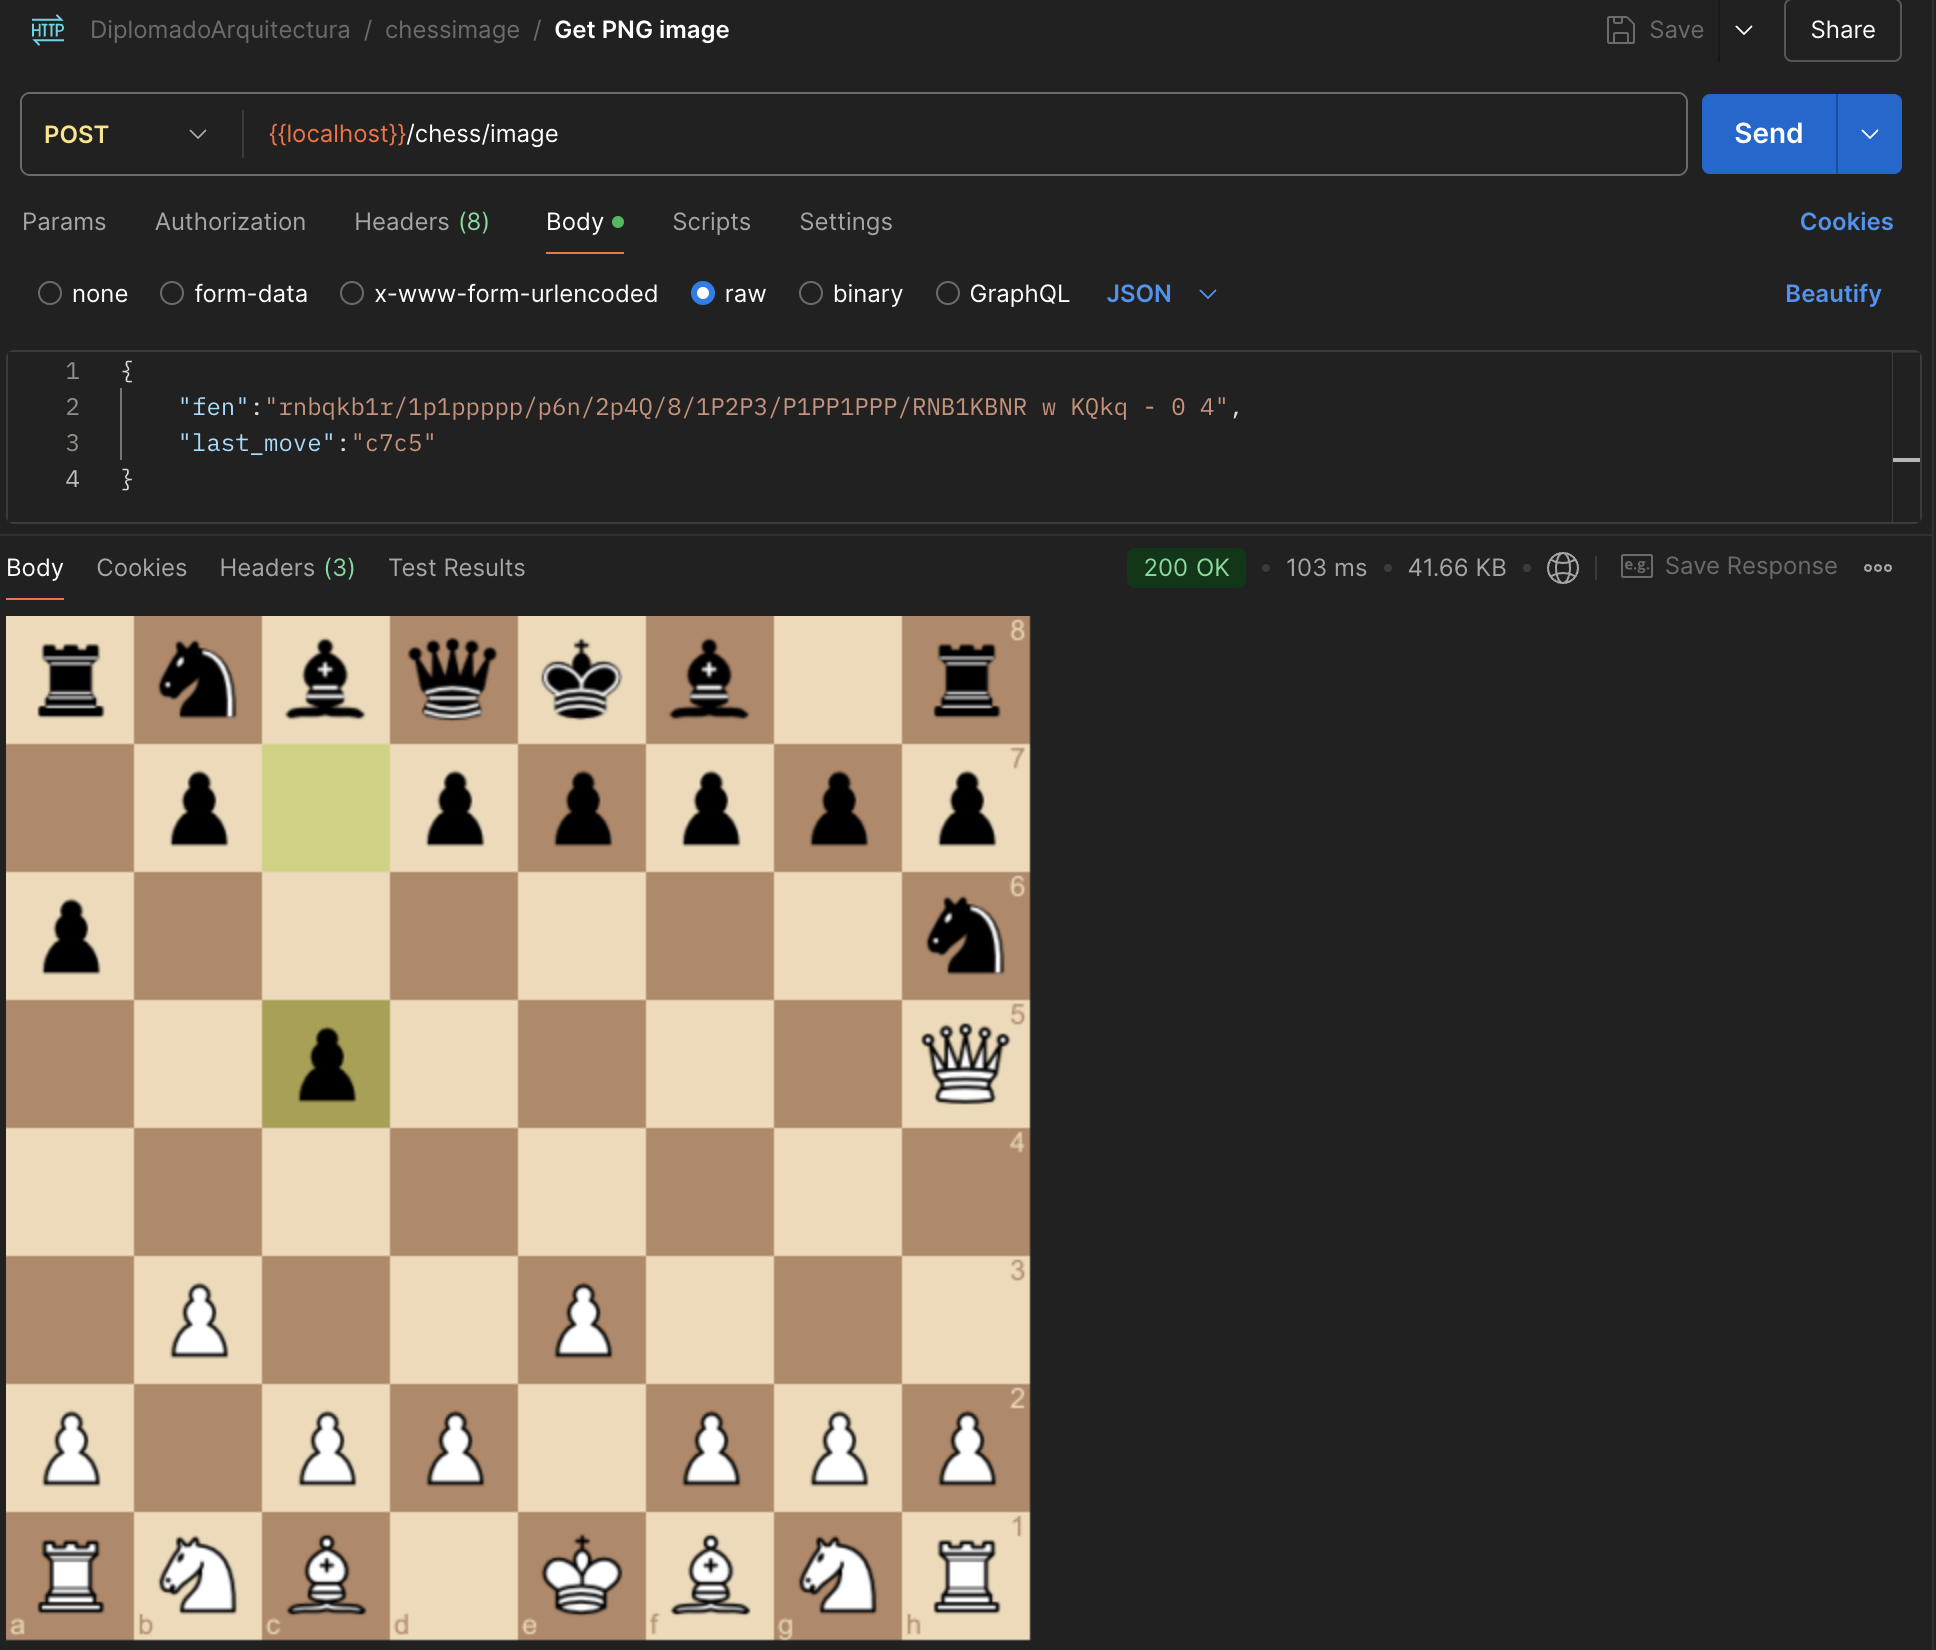 HTTP DiplomadoArquitectura / chessimage / Get PNG image Save Share
POST {{localhost}}/chess/image Send
Params Authorization Headers (8) Body Scripts Settings Cookies
none form-data x-www-form-urlencoded raw binary GraphQL JSON Beautify
1 {
2 "fen":"rnbqkb1r/1p1ppppp/p6n/2p4Q/8/1P2P3/P1PP1PPP/RNB1KBNR w KQkq - 0 4",
3 "last_move":"c7c5"
4 }
Body Cookies Headers (3) Test Results 200 OK • 103 ms • 41.66 KB • e.g. Save Response
8
7
6
5
4
3
2
1
a b c d e f g h